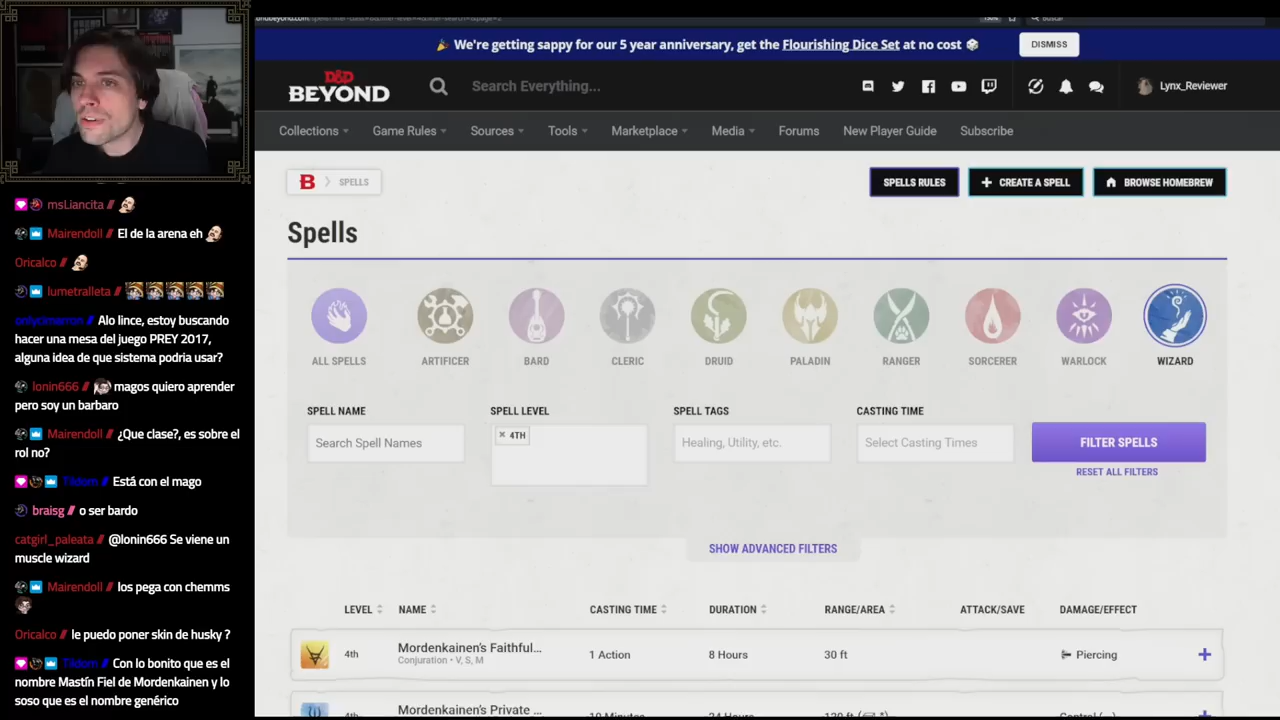 We're getting sappy for our 5 year anniversary, get the Flourishing Dice Set at no cost
DISMISS
D&D
BEYOND
Search Everything...
Lynx_Reviewer
Collections
Game Rules
Sources
Tools
Marketplace
Media
Forums
New Player Guide
Subscribe
B
SPELLS
SPELLS RULES
CREATE A SPELL
BROWSE HOMEBREW
Spells
ALL SPELLS
ARTIFICER
BARD
CLERIC
DRUID
PALADIN
RANGER
SORCERER
WARLOCK
WIZARD
SPELL NAME
SPELL LEVEL
SPELL TAGS
CASTING TIME
Search Spell Names
× 4TH
Healing, Utility, etc.
Select Casting Times
FILTER SPELLS
RESET ALL FILTERS
SHOW ADVANCED FILTERS
LEVEL NAME CASTING TIME DURATION RANGE/AREA ATTACK/SAVE DAMAGE/EFFECT
4th Mordenkainen's Faithful... 1 Action 8 Hours 30 ft Piercing
Conjuration • V, S, M
Mordenkainen's Private ...
msLiancita //
Mairendoll // El de la arena eh
Oricalco //
lumetralleta //
onlycimarron // Alo lince, estoy buscando
hacer una mesa del juego PREY 2017,
alguna idea de que sistema podria usar?
lonin666 // magos quiero aprender
pero soy un barbaro
Mairendoll // ¿Que clase?, es sobre el
rol no?
Tildom // Está con el mago
braisg // o ser bardo
catgirl_paleata // @lonin666 Se viene un
muscle wizard
Mairendoll // los pega con chemms
Oricalco // le puedo poner skin de husky ?
Tildom // Con lo bonito que es el
nombre Mastín Fiel de Mordenkainen y lo
soso que es el nombre genérico